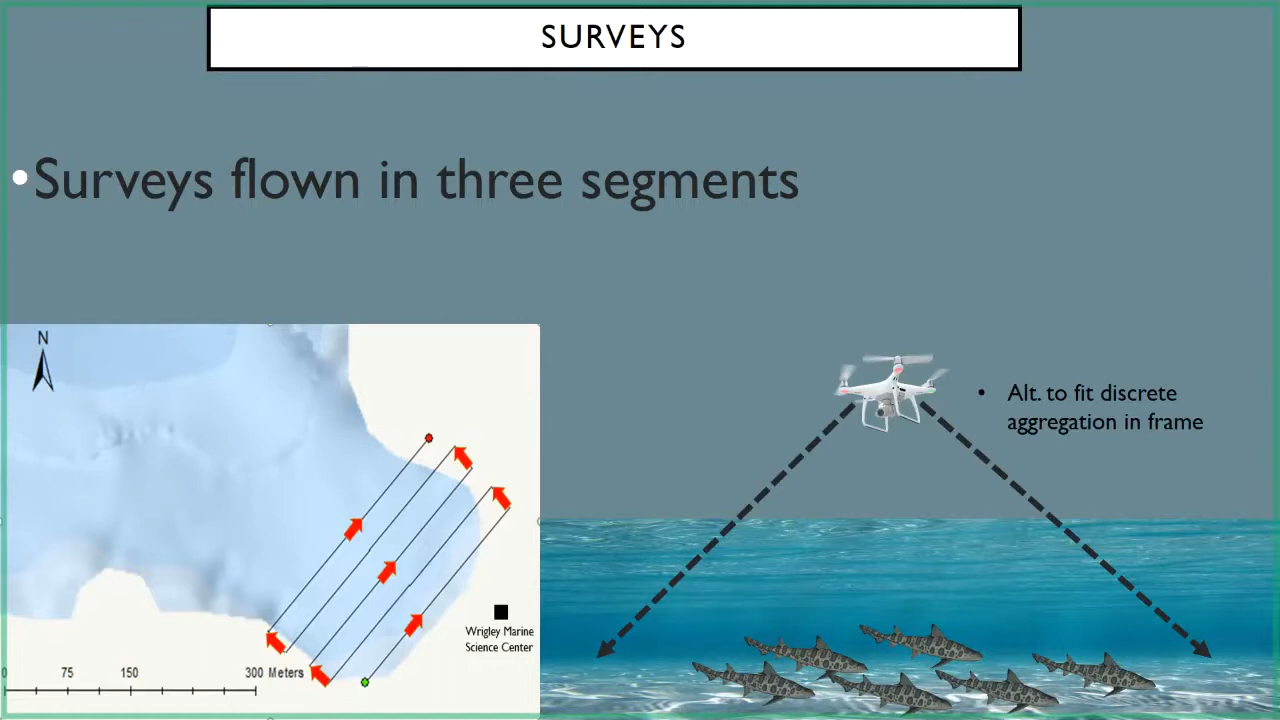 SURVEYS
•Surveys flown in three segments
N
• Alt. to fit discrete
aggregation in frame
Wrigley Marine
Science Center
0 75 150 300 Meters